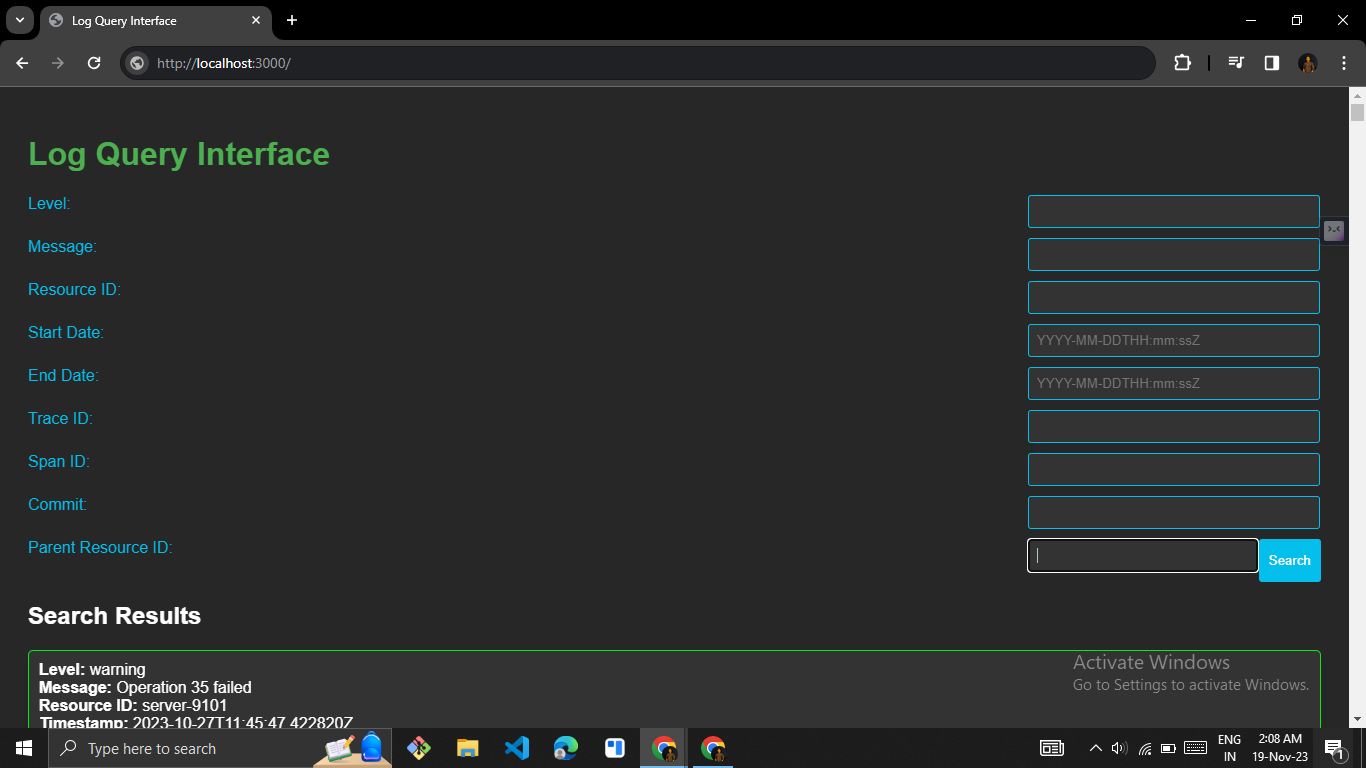 Log Query Interface
http://localhost:3000/
Log Query Interface
Level:
Message:
Resource ID:
Start Date: YYYY-MM-DDTHH:mm:ssZ
End Date: YYYY-MM-DDTHH:mm:ssZ
Trace ID:
Span ID:
Commit:
Parent Resource ID: Search
Search Results
Level: warning
Message: Operation 35 failed
Resource ID: server-9101
Timestamp: 2023-10-27T11:45:47.422820Z
Activate Windows
Go to Settings to activate Windows.
Type here to search
ENG
IN
2:08 AM
19-Nov-23
1